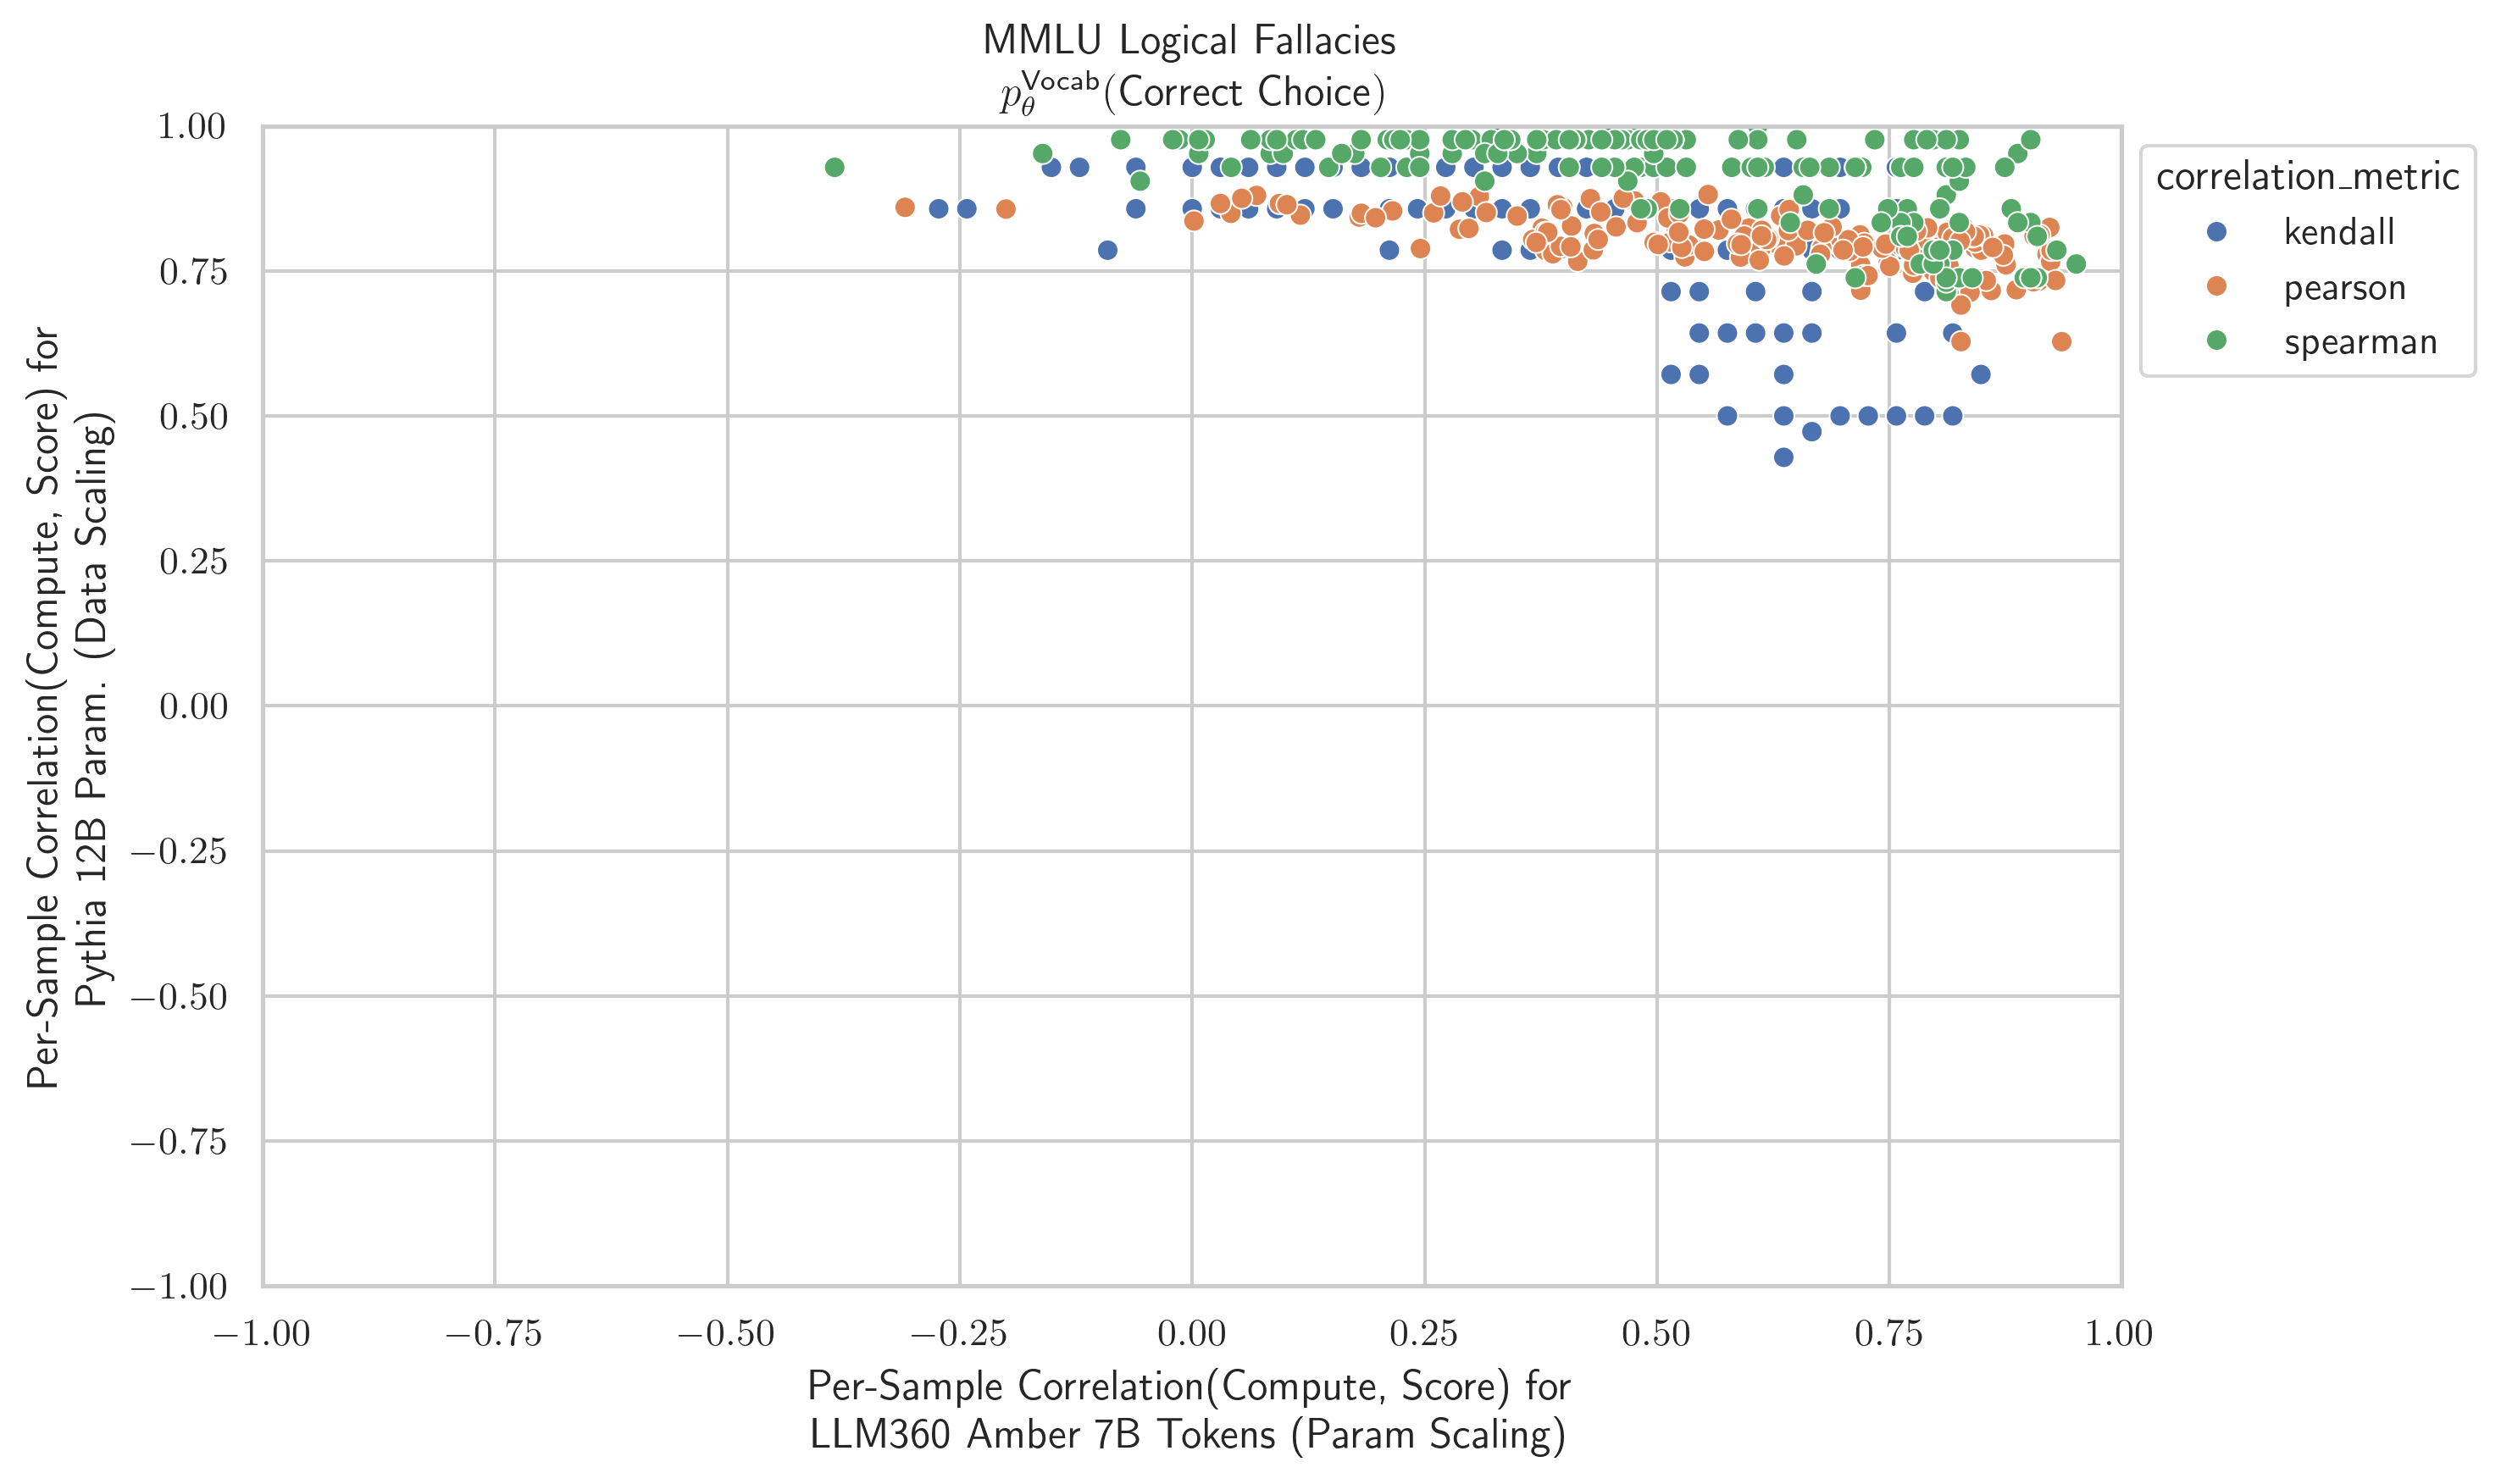 MMLU Logical Fallacies
p_θ^Vocab(Correct Choice)
1.00
0.75
0.50
0.25
0.00
−0.25
−0.50
−0.75
−1.00
Per-Sample Correlation(Compute, Score) for
Pythia 12B Param. (Data Scaling)
−1.00 −0.75 −0.50 −0.25 0.00 0.25 0.50 0.75 1.00
Per-Sample Correlation(Compute, Score) for
LLM360 Amber 7B Tokens (Param Scaling)
correlation_metric
kendall
pearson
spearman